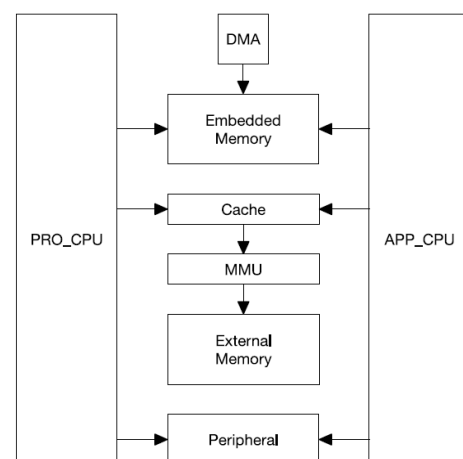 DMA
Embedded
Memory
Cache
PRO_CPU
APP_CPU
MMU
External
Memory
Peripheral